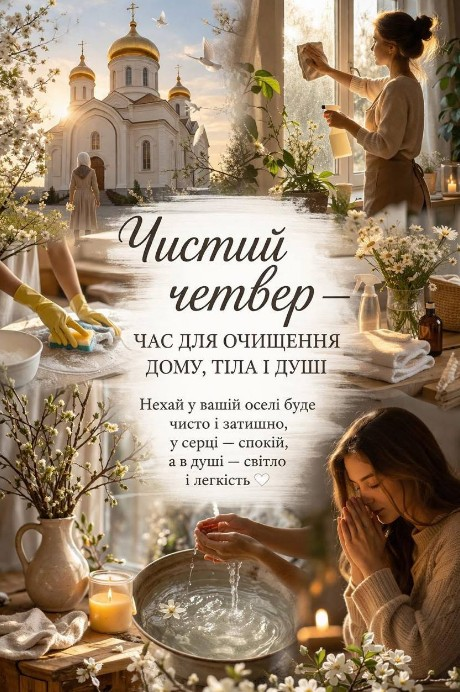 Чистий
четвер –
ЧАС ДЛЯ ОЧИЩЕННЯ
ДОМУ, ТІЛА І ДУШІ
Нехай у вашій оселі буде
чисто і затишно,
у серці – спокій,
а в душі – світло
і легкість 🤍